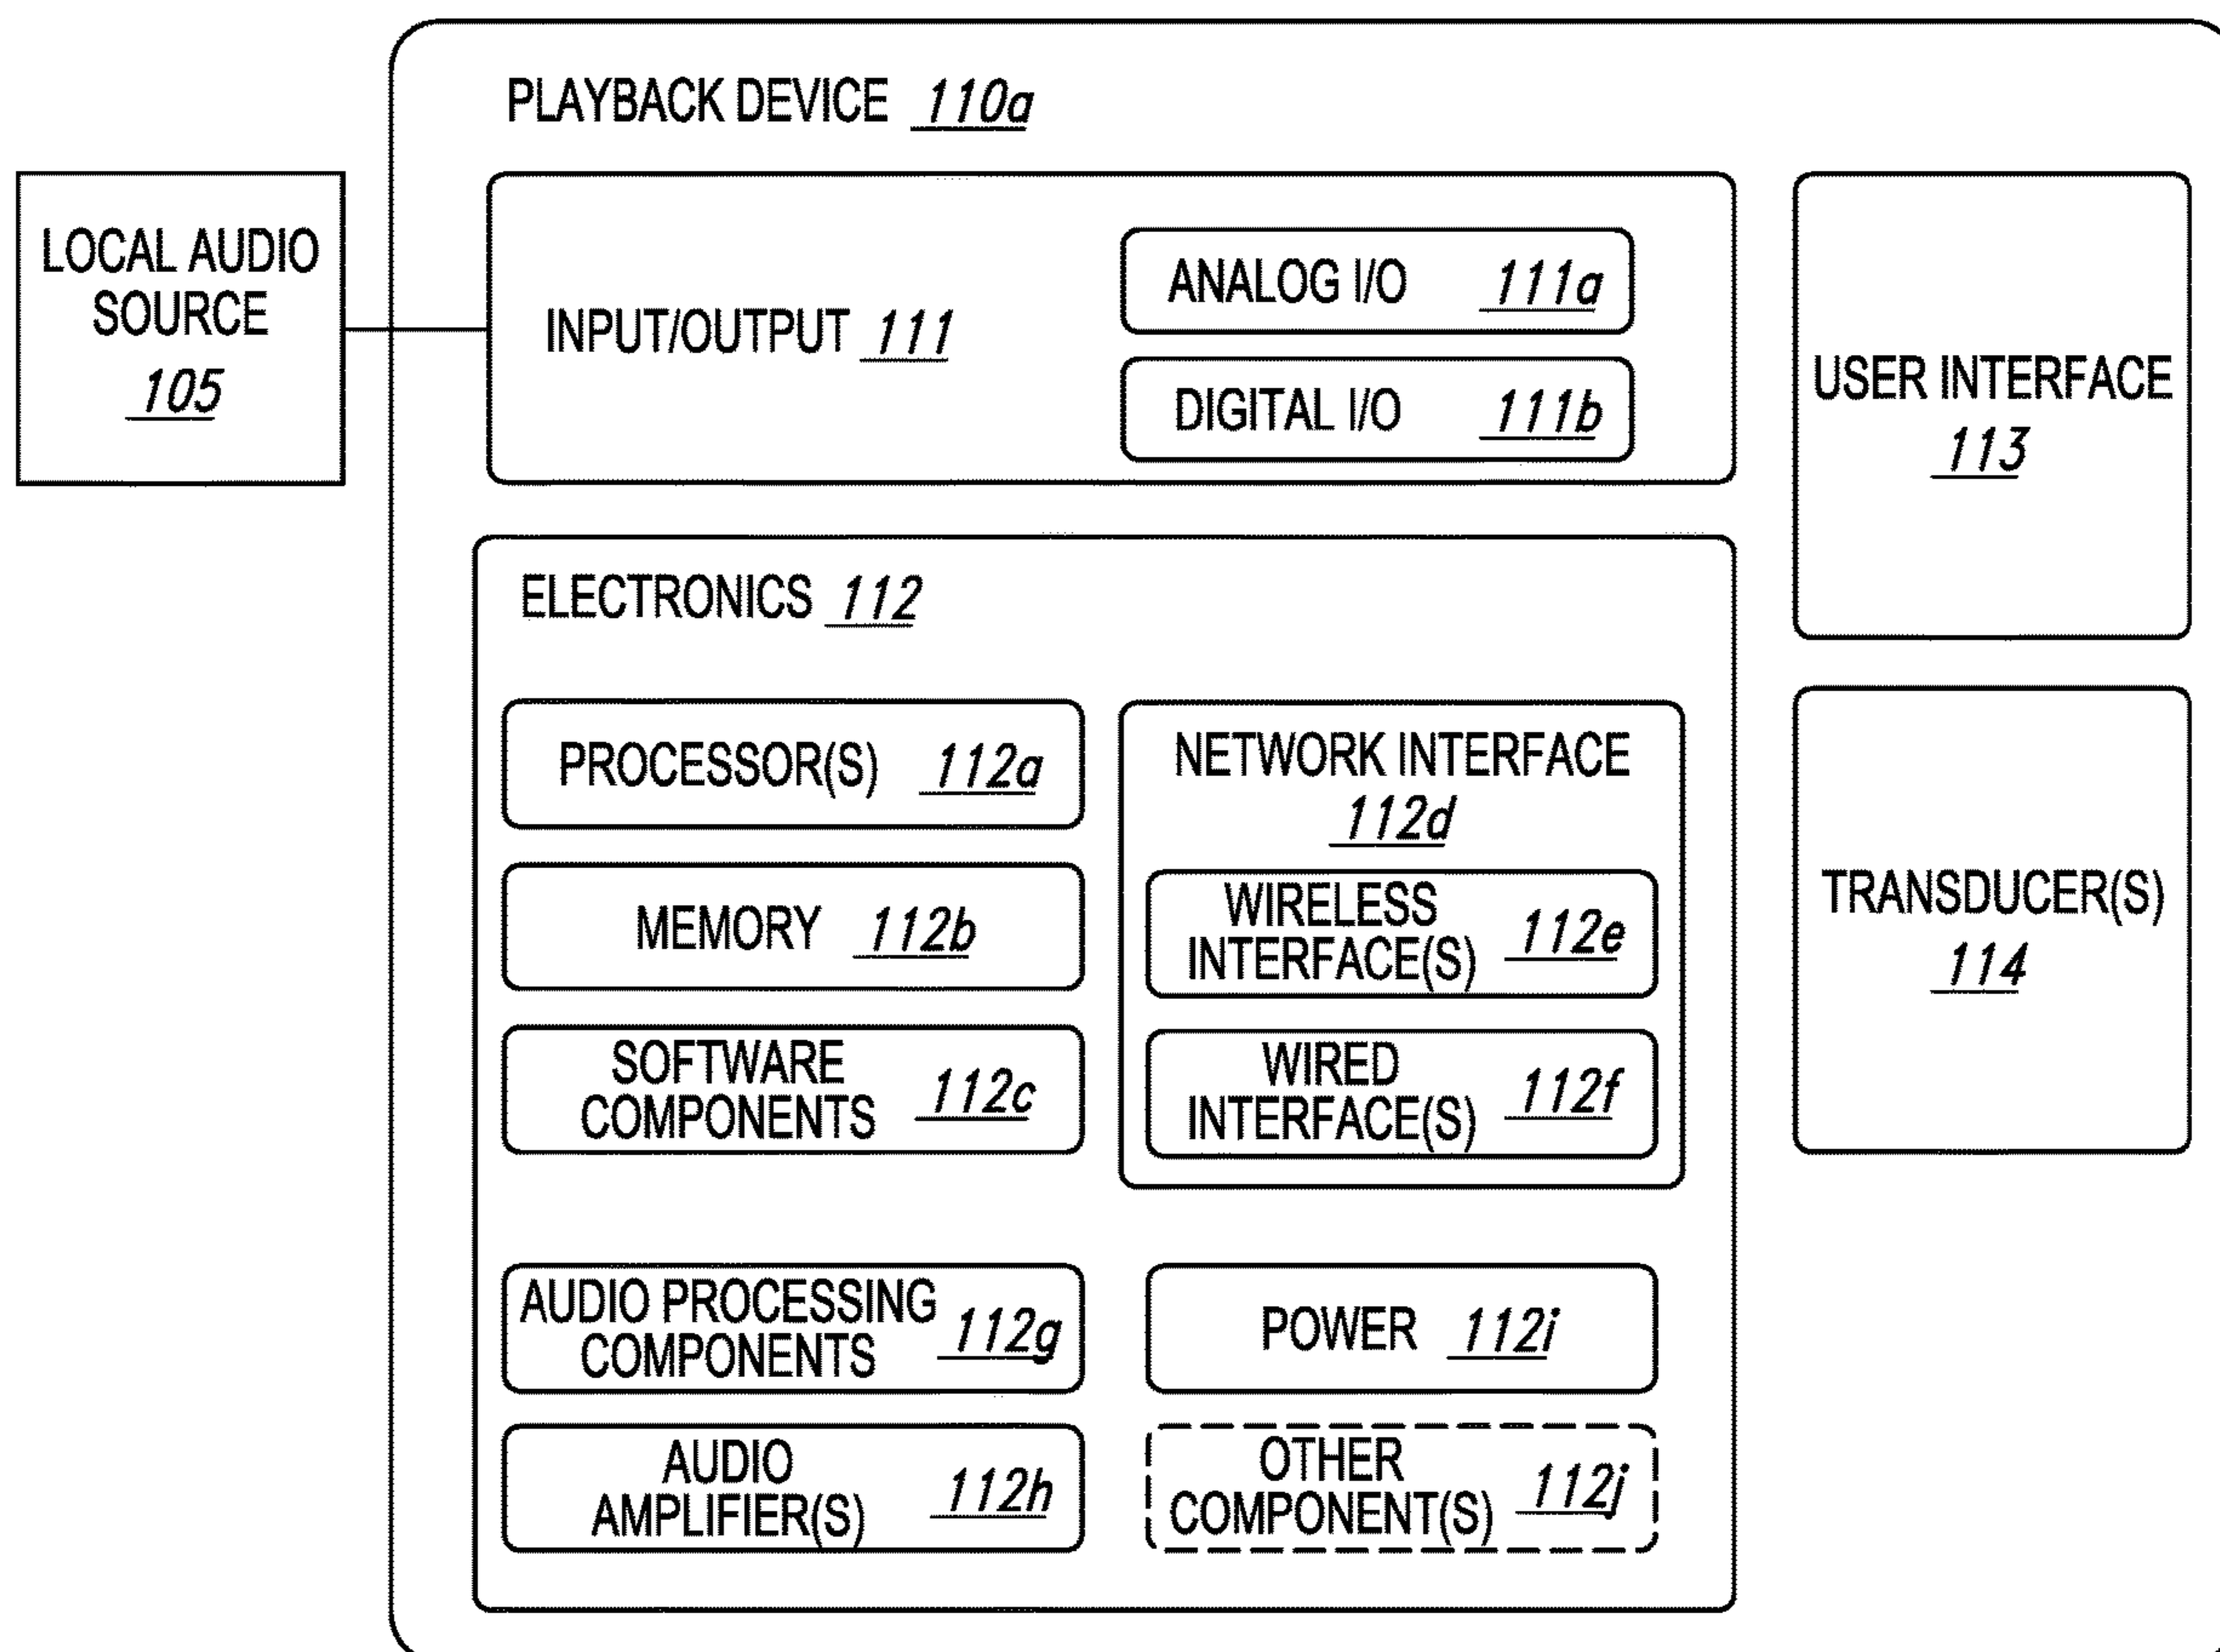 PLAYBACK DEVICE 110a
LOCAL AUDIO
SOURCE
105
INPUT/OUTPUT 111
ANALOG I/O 111a
DIGITAL I/O 111b
USER INTERFACE
113
ELECTRONICS 112
PROCESSOR(S) 112a
MEMORY 112b
SOFTWARE
COMPONENTS 112c
NETWORK INTERFACE
112d
WIRELESS
INTERFACE(S) 112e
WIRED
INTERFACE(S) 112f
TRANSDUCER(S)
114
AUDIO PROCESSING
COMPONENTS 112g
POWER 112i
AUDIO
AMPLIFIER(S) 112h
OTHER
COMPONENT(S) 112j